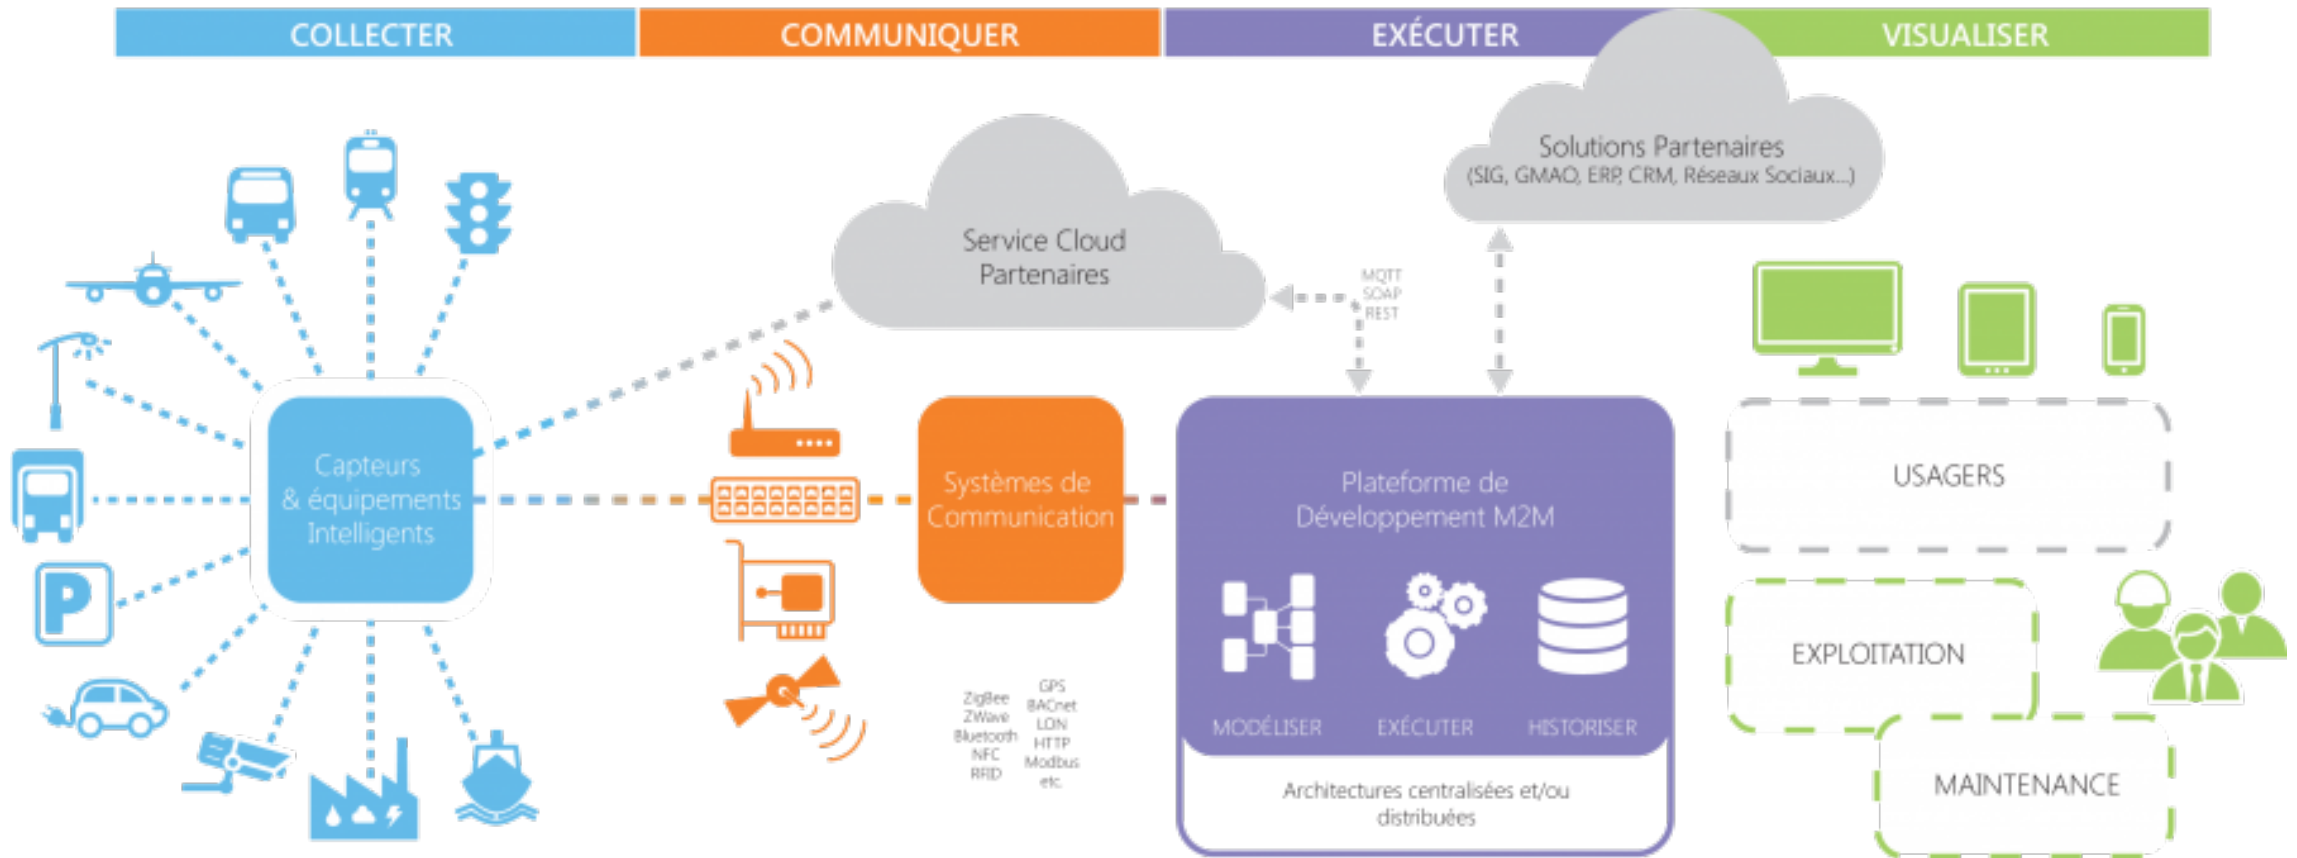 COLLECTER
COMMUNIQUER
EXÉCUTER
VISUALISER
Solutions Partenaires
(SIG, GMAO, ERP, CRM, Réseaux Sociaux...)
Service Cloud
Partenaires
MQTT
SOAP
REST
Capteurs
& équipements
Intelligents
P
Systèmes de
Communication
ZigBee
ZWave
Bluetooth
NFC
RFID
GPS
BACnet
LON
HTTP
Modbus
etc.
Plateforme de
Développement M2M
MODÉLISER
EXÉCUTER
HISTORISER
Architectures centralisées et/ou
distribuées
USAGERS
EXPLOITATION
MAINTENANCE